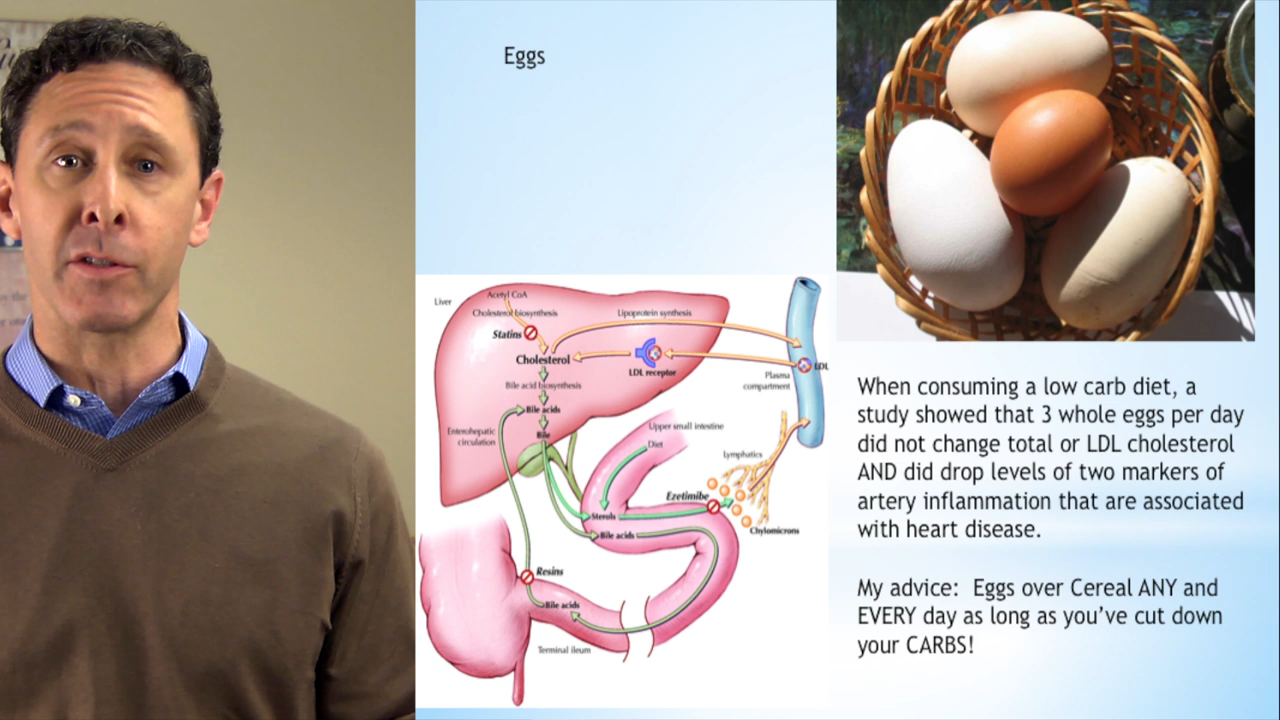 Eggs
Liver
Acetyl CoA
Cholesterol biosynthesis
Lipoprotein synthesis
Statins
Cholesterol
LDL receptor
LDL
Plasma
compartment
Bile acid biosynthesis
Bile acids
Enterohepatic
circulation
Bile
Upper small intestine
Diet
Lymphatics
Ezetimibe
Sterols
Chylomicrons
Bile acids
Resins
Bile acids
Terminal ileum
When consuming a low carb diet, a
study showed that 3 whole eggs per day
did not change total or LDL cholesterol
AND did drop levels of two markers of
artery inflammation that are associated
with heart disease.
My advice:  Eggs over Cereal ANY and
EVERY day as long as you’ve cut down
your CARBS!